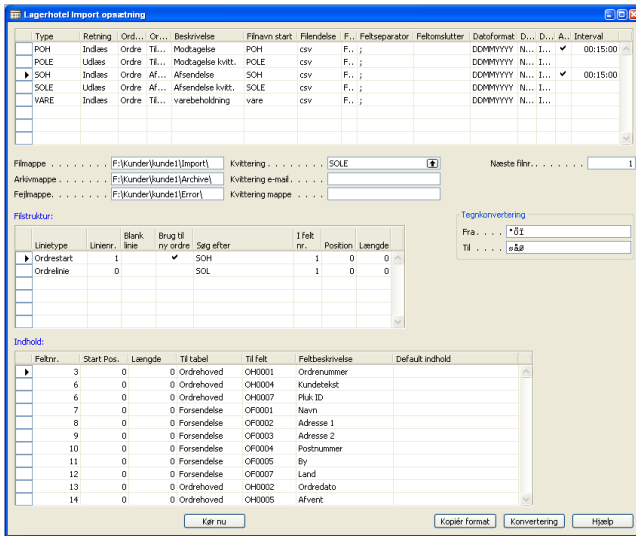 Lagerhotel Import opsætning
Type Retning Ord... Or... Beskrivelse Filnavn start Filendelse F.. Feltseparator Feltomslutter Datoformat D... D... A.. Interval
POH Indlæs Ordre Til... Modtagelse POH csv F.. ; DDMMYYYY N... I... 00:15:00
POLE Udlæs Ordre Til... Modtagelse kvitt. POLE csv F.. ; DDMMYYYY N... I...
SOH Indlæs Ordre Af... Afsendelse SOH csv F.. ; DDMMYYYY N... I... 00:15:00
SOLE Udlæs Ordre Af... Afsendelse kvitt. SOLE csv F.. ; DDMMYYYY N... I...
VARE Indlæs Ordre Til... varebeholdning vare csv F.. ; DDMMYYYY N... I...
Filmappe . . . . . . . . F:\Kunder\kunde1\Import\ Kvittering . . . . . . . . SOLE Næste filnr. . . . . . . . 1
Arkivmappe . . . . . . F:\Kunder\kunde1\Archive\ Kvittering e-mail . . . . .
Fejlmappe. . . . . . . . F:\Kunder\kunde1\Error\ Kvittering mappe . . . .
Filstruktur:
Tegnkonvertering
Linietype Linienr. Blank linie Brug til ny ordre Søg efter I felt nr. Position Længde
Fra . . . .
Ordrestart 1 SOH 1 0 0
Til . . . . øåØ
Ordrelinie 0 SOL 1 0 0
Indhold:
Feltnr. Start Pos. Længde Til tabel Til felt Feltbeskrivelse Default indhold
3 0 0 Ordrehoved OH0001 Ordrenummer
6 0 0 Ordrehoved OH0004 Kundetekst
6 0 0 Ordrehoved OH0007 Pluk ID
7 0 0 Forsendelse OF0001 Navn
8 0 0 Forsendelse OF0002 Adresse 1
9 0 0 Forsendelse OF0003 Adresse 2
10 0 0 Forsendelse OF0004 Postnummer
11 0 0 Forsendelse OF0005 By
12 0 0 Forsendelse OF0007 Land
13 0 0 Ordrehoved OH0002 Ordredato
14 0 0 Ordrehoved OH0005 Afvent
Kør nu Kopiér format Konvertering Hjælp